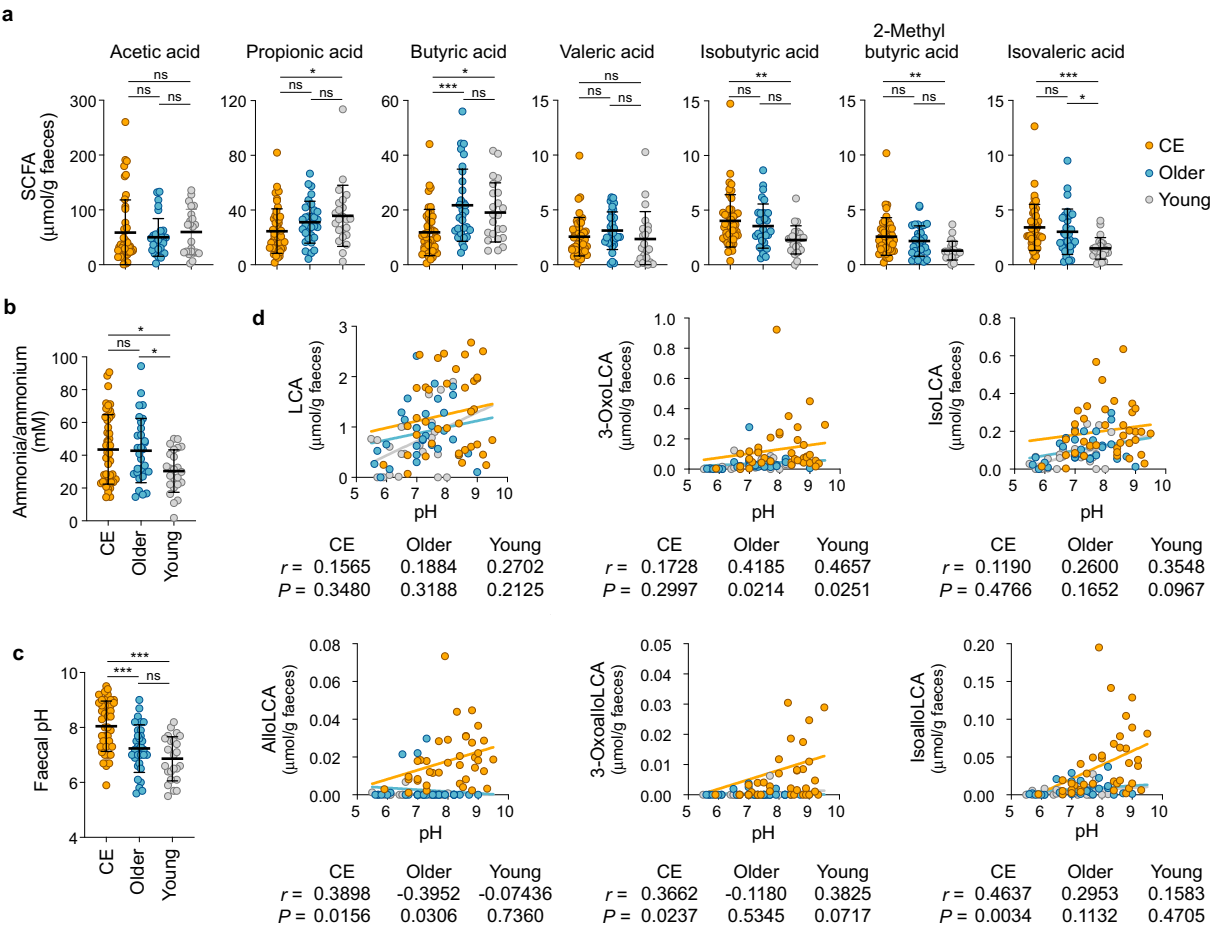 a
Acetic acid
Propionic acid
Butyric acid
Valeric acid
Isobutyric acid
2-Methyl
butyric acid
Isovaleric acid
SCFA
(μmol/g faeces)
ns
ns ns
300
200
100
0
*
ns ns
120
80
40
0
*
*** ns
60
40
20
0
ns
ns ns
15
10
5
0
**
ns ns
15
10
5
0
**
ns ns
15
10
5
0
***
ns *
15
10
5
0
CE
Older
Young
b
Ammonia/ammonium
(mM)
*
ns *
100
80
60
40
20
0
CE Older Young
c
Faecal pH
***
*** ns
10
8
6
4
CE Older Young
d
LCA
(μmol/g faeces)
3
2
1
0
5 6 7 8 9 10
pH
CE Older Young
r = 0.1565 0.1884 0.2702
P = 0.3480 0.3188 0.2125
3-OxoLCA
(μmol/g faeces)
1.0
0.8
0.6
0.4
0.2
0.0
5 6 7 8 9 10
pH
CE Older Young
r = 0.1728 0.4185 0.4657
P = 0.2997 0.0214 0.0251
IsoLCA
(μmol/g faeces)
0.8
0.6
0.4
0.2
0.0
5 6 7 8 9 10
pH
CE Older Young
r = 0.1190 0.2600 0.3548
P = 0.4766 0.1652 0.0967
AlloLCA
(μmol/g faeces)
0.08
0.06
0.04
0.02
0.00
5 6 7 8 9 10
pH
CE Older Young
r = 0.3898 -0.3952 -0.07436
P = 0.0156 0.0306 0.7360
3-OxoalloLCA
(μmol/g faeces)
0.05
0.04
0.03
0.02
0.01
0.00
5 6 7 8 9 10
pH
CE Older Young
r = 0.3662 -0.1180 0.3825
P = 0.0237 0.5345 0.0717
IsoalloLCA
(μmol/g faeces)
0.20
0.15
0.10
0.05
0.00
5 6 7 8 9 10
pH
CE Older Young
r = 0.4637 0.2953 0.1583
P = 0.0034 0.1132 0.4705